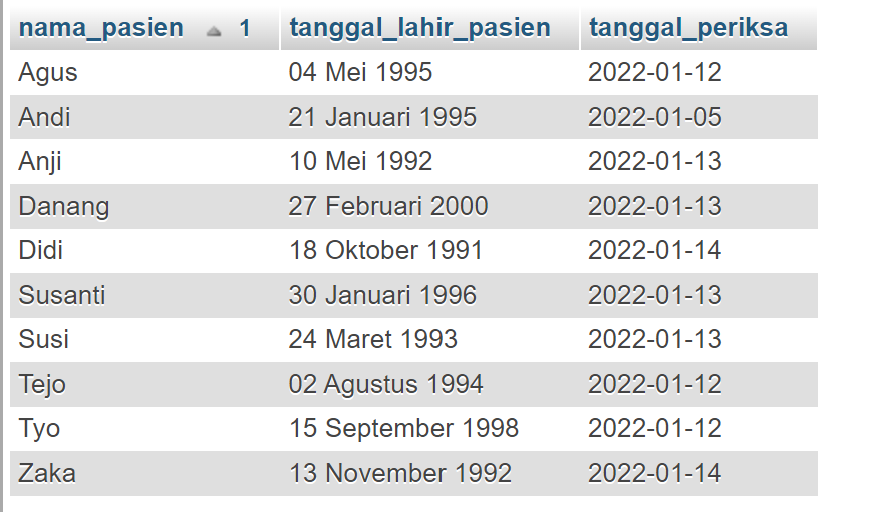 nama_pasien 1 tanggal_lahir_pasien tanggal_periksa
Agus 04 Mei 1995 2022-01-12
Andi 21 Januari 1995 2022-01-05
Anji 10 Mei 1992 2022-01-13
Danang 27 Februari 2000 2022-01-13
Didi 18 Oktober 1991 2022-01-14
Susanti 30 Januari 1996 2022-01-13
Susi 24 Maret 1993 2022-01-13
Tejo 02 Agustus 1994 2022-01-12
Tyo 15 September 1998 2022-01-12
Zaka 13 November 1992 2022-01-14